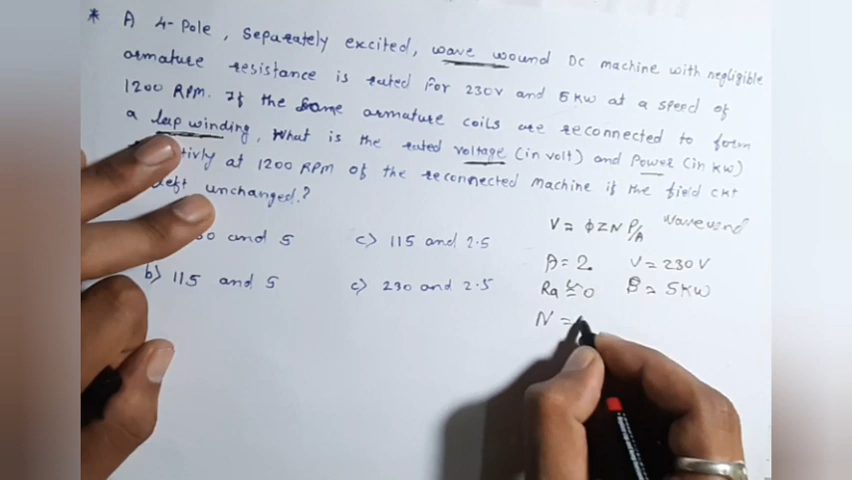 * A 4-Pole, Separately excited, wave wound DC machine with negligible
armature resistance is rated for 230V and 5KW at a speed of
1200 RPM. If the Same armature coils are reconnected to form
a lap winding, What is the rated voltage (in volt) and Power (in KW)
tivly at 1200 RPM of the reconnected machine if the field ckt
left unchanged.?
30 and 5
c) 115 and 2.5
b) 115 and 5
c) 230 and 2.5
V = ΦZN P/A
A = 2
V = 230 V
Ra ≅ 0
= 5KW
N =